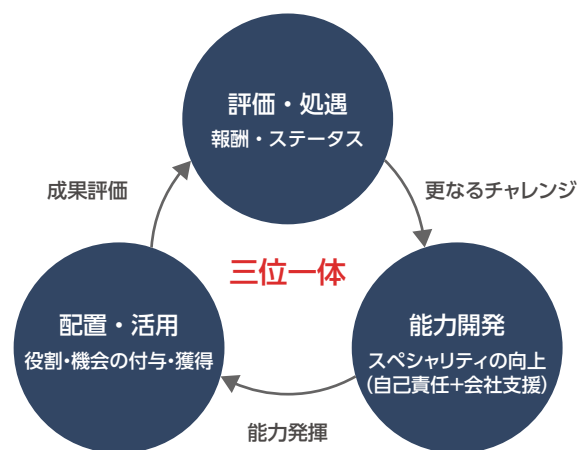 評価・処遇
報酬・ステータス
成果評価
更なるチャレンジ
三位一体
配置・活用
役割・機会の付与・獲得
能力開発
スペシャリティの向上
(自己責任+会社支援)
能力発揮